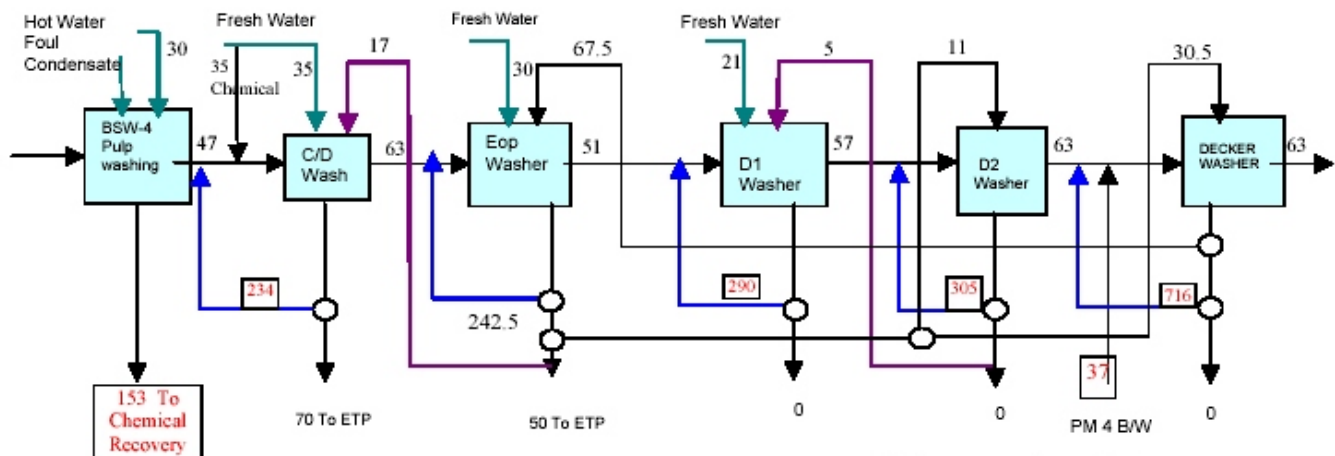 Hot Water
Foul
Condensate
30
Fresh Water
35
Chemical
35
17
Fresh Water
30
67.5
Fresh Water
21
5
11
30.5
BSW-4
Pulp
washing
47
C/D
Wash
63
Eop
Washer
51
D1
Washer
57
D2
Washer
63
DECKER
WASHER
63
234
242.5
290
305
716
37
153 To
Chemical
Recovery
70 To ETP
50 To ETP
0
0
PM 4 B/W
0